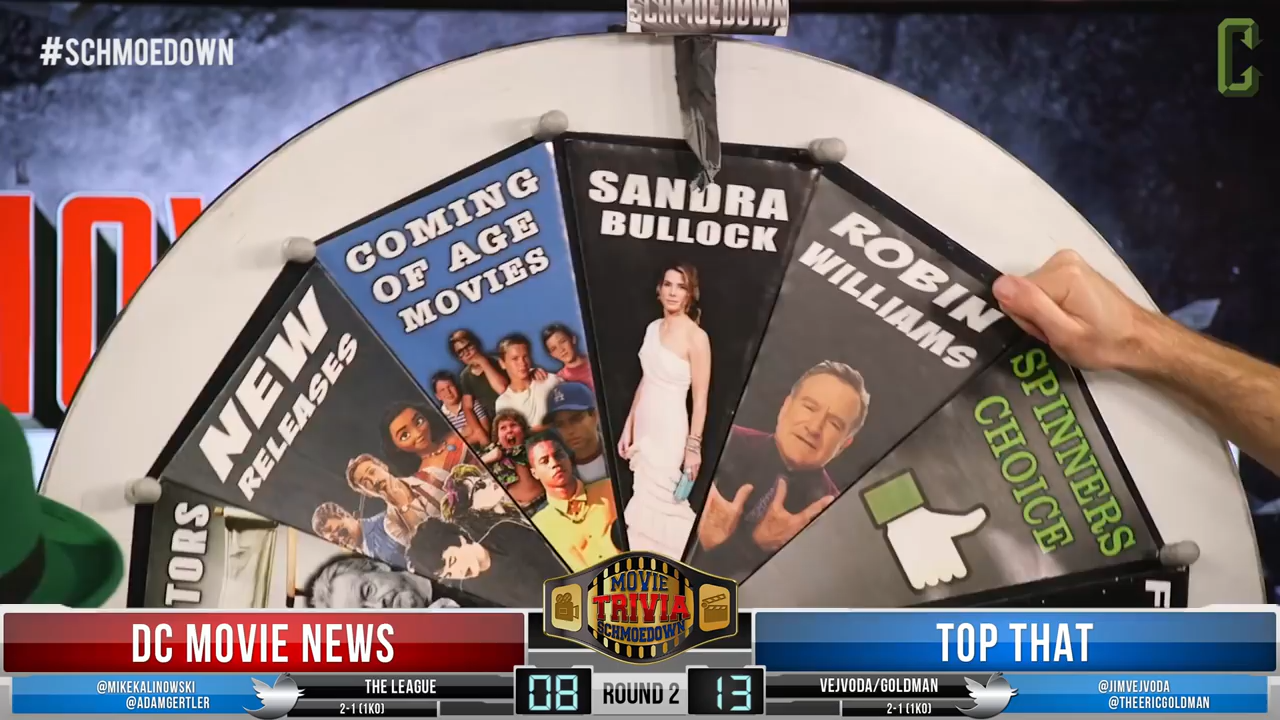 SCHMOEDOWN
#SCHMOEDOWN
C
COMING
OF AGE
MOVIES
SANDRA
BULLOCK
ROBIN
WILLIAMS
NEW
RELEASES
SPINNERS
CHOICE
TORS
F
MOVIE
TRIVIA
SCHMOEDOWN
DC MOVIE NEWS
TOP THAT
@MIKEKALINOWSKI
@ADAMGERTLER
THE LEAGUE
2-1 (1KO)
08
ROUND 2
13
VEJVODA/GOLDMAN
2-1 (1KO)
@JIMVEJVODA
@THEERICGOLDMAN